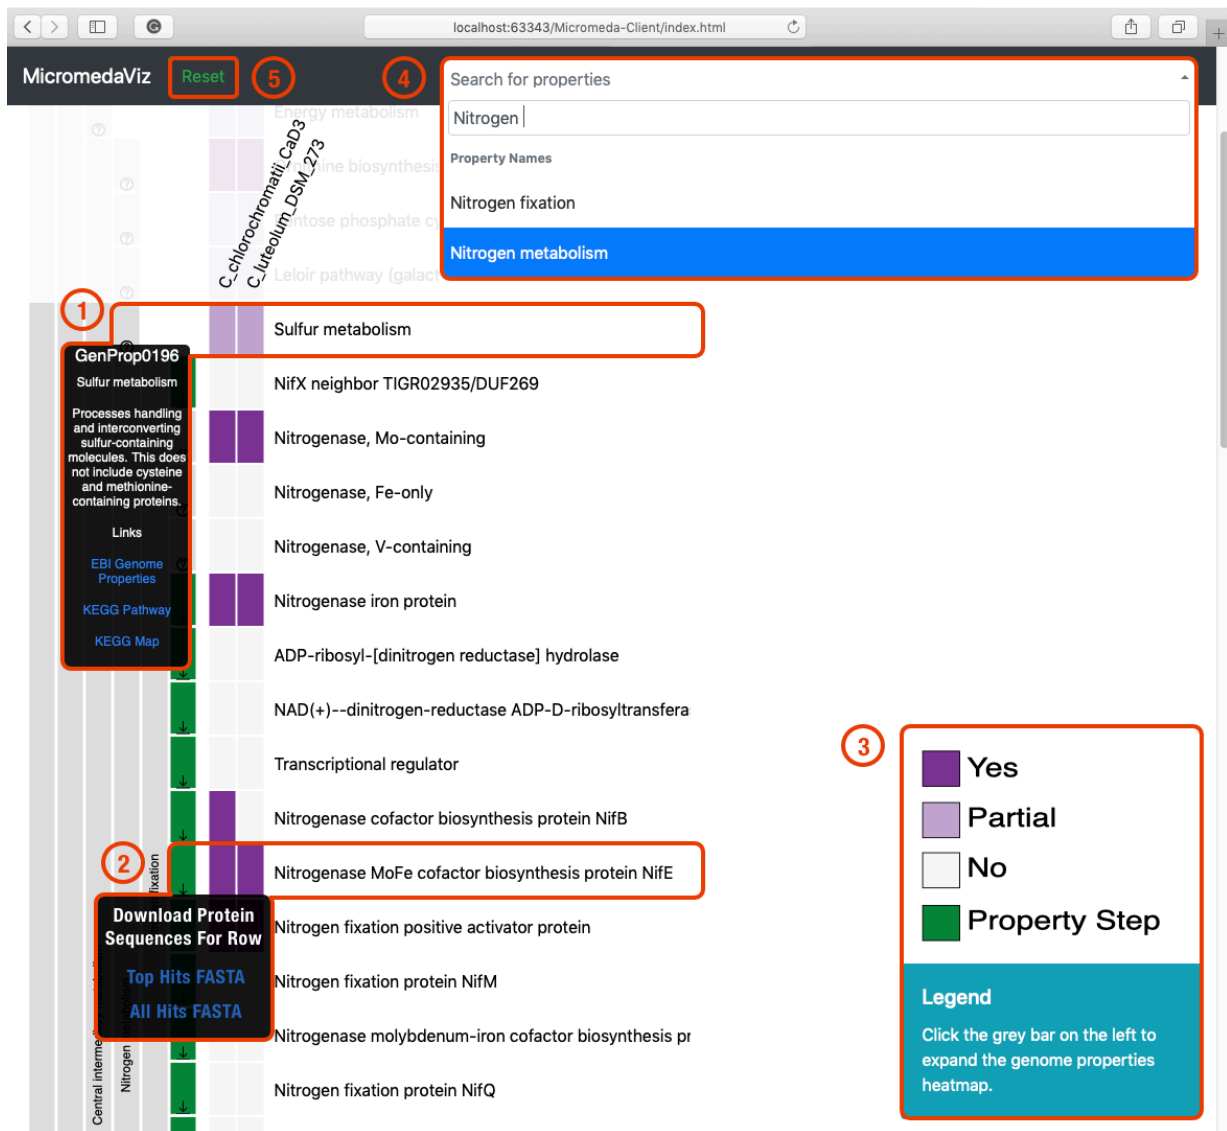 localhost:63343/Micromeda-Client/index.html
MicromedaViz
Reset
5
4
Search for properties
Nitrogen
Property Names
Nitrogen fixation
Nitrogen metabolism
Energy metabolism
Pentose phosphate cy
Leloir pathway (galact
C_chlorochromatii_CaD3
C_luteolum_DSM_273
1
Sulfur metabolism
GenProp0196
Sulfur metabolism
Processes handling
and interconverting
sulfur-containing
molecules. This does
not include cysteine
and methionine-
containing proteins.
Links
EBI Genome
Properties
KEGG Pathway
KEGG Map
NifX neighbor TIGR02935/DUF269
Nitrogenase, Mo-containing
Nitrogenase, Fe-only
Nitrogenase, V-containing
Nitrogenase iron protein
ADP-ribosyl-[dinitrogen reductase] hydrolase
NAD(+)--dinitrogen-reductase ADP-D-ribosyltransfera
Transcriptional regulator
Nitrogenase cofactor biosynthesis protein NifB
2
Nitrogenase MoFe cofactor biosynthesis protein NifE
Download Protein
Sequences For Row
Top Hits FASTA
All Hits FASTA
Nitrogen fixation positive activator protein
Nitrogen fixation protein NifM
Nitrogenase molybdenum-iron cofactor biosynthesis pr
Nitrogen fixation protein NifQ
Central intermediary metabolism
Nitrogen metabolism
fixation
3
Yes
Partial
No
Property Step
Legend
Click the grey bar on the left to
expand the genome properties
heatmap.